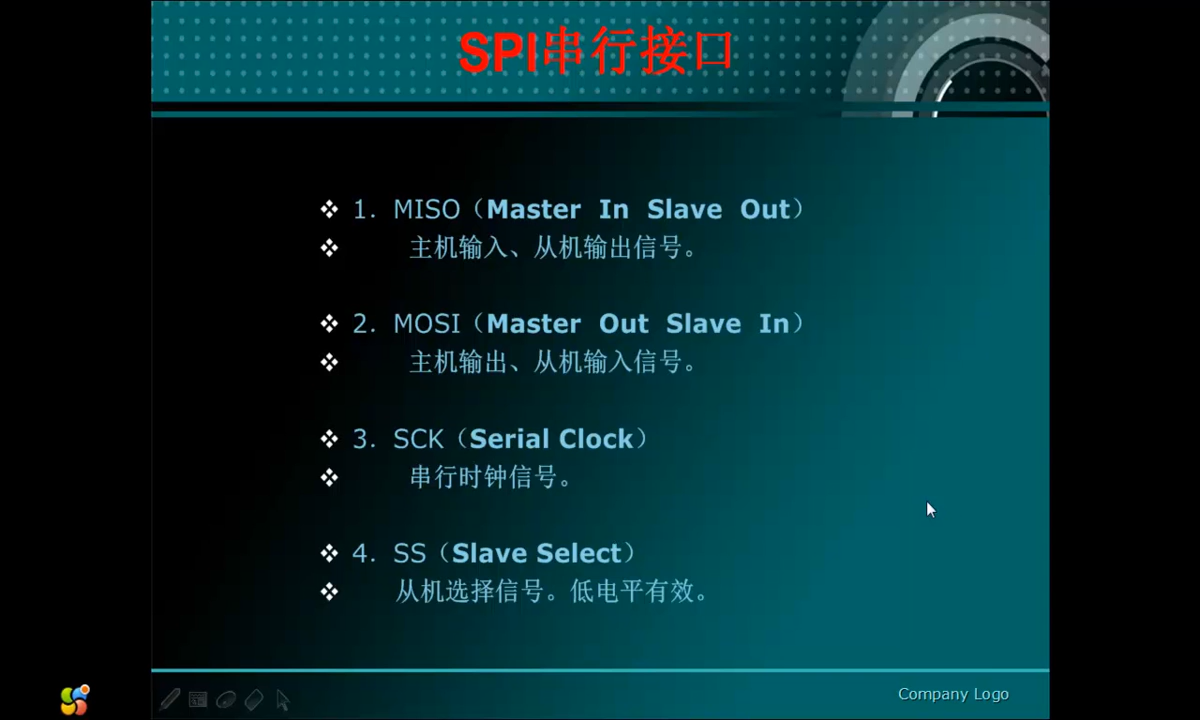 SPI串行接口
1. MISO（Master In Slave Out）
主机输入、从机输出信号。
2. MOSI（Master Out Slave In）
主机输出、从机输入信号。
3. SCK（Serial Clock）
串行时钟信号。
4. SS（Slave Select）
从机选择信号。低电平有效。
Company Logo